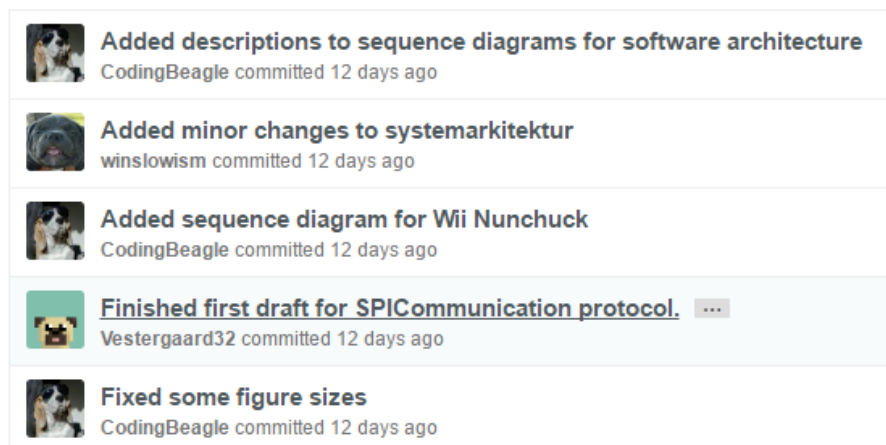 Added descriptions to sequence diagrams for software architecture
CodingBeagle committed 12 days ago
Added minor changes to systemarkitektur
winslowism committed 12 days ago
Added sequence diagram for Wii Nunchuck
CodingBeagle committed 12 days ago
Finished first draft for SPICommunication protocol. ...
Vestergaard32 committed 12 days ago
Fixed some figure sizes
CodingBeagle committed 12 days ago